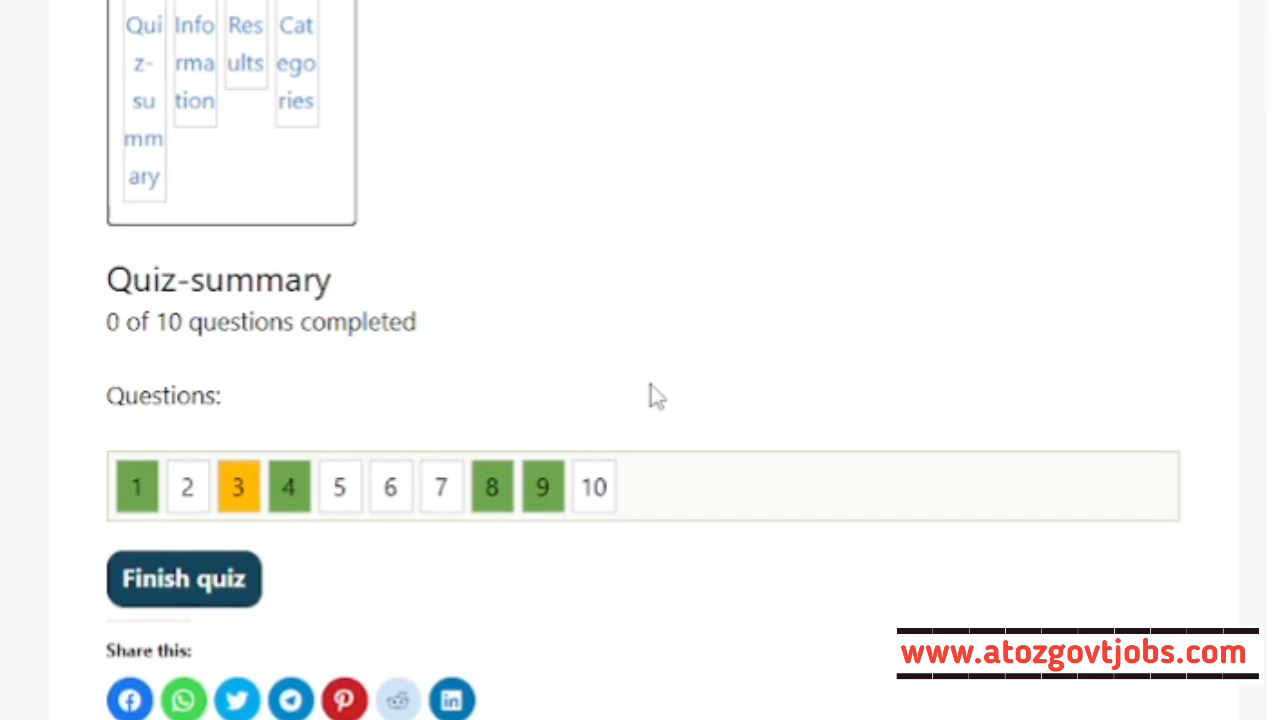 Qui Info Res Cat
z- rma ults ego
su tion ries
mm
ary
Quiz-summary
0 of 10 questions completed
Questions:
1 2 3 4 5 6 7 8 9 10
Finish quiz
Share this:
in
www.atozgovtjobs.com